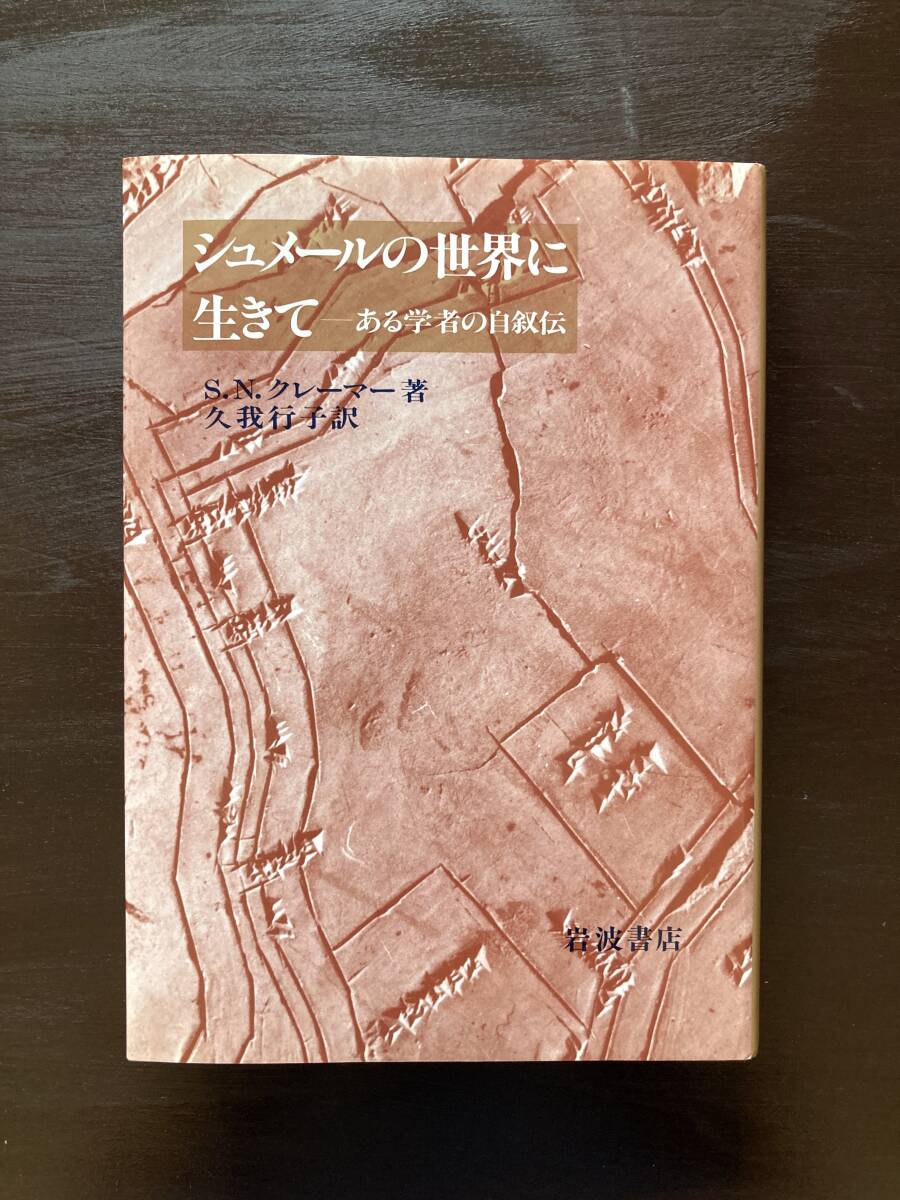 シュメールの世界に
生きて―ある学者の自叙伝
S.N.クレーマー著
久我行子訳
岩波書店